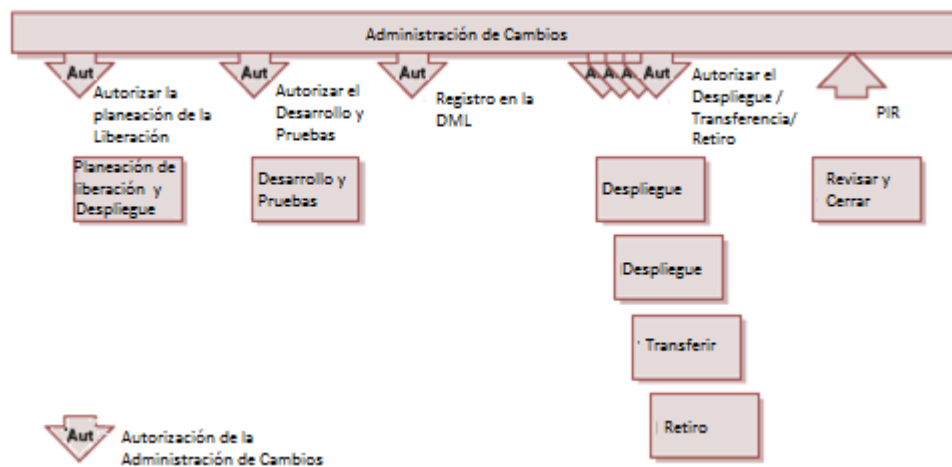 Administración de Cambios
Aut
Autorizar la
planeación de la
Liberación
Aut
Autorizar el
Desarrollo y
Pruebas
Aut
Registro en la
DML
A
A
A
Aut
Autorizar el
Despliegue /
Transferencia/
Retiro
PIR
Planeación de
liberación y
Despliegue
Desarrollo y
Pruebas
Despliegue
Revisar y
Cerrar
Despliegue
Transferir
Retiro
Aut
Autorización de la
Administración de Cambios